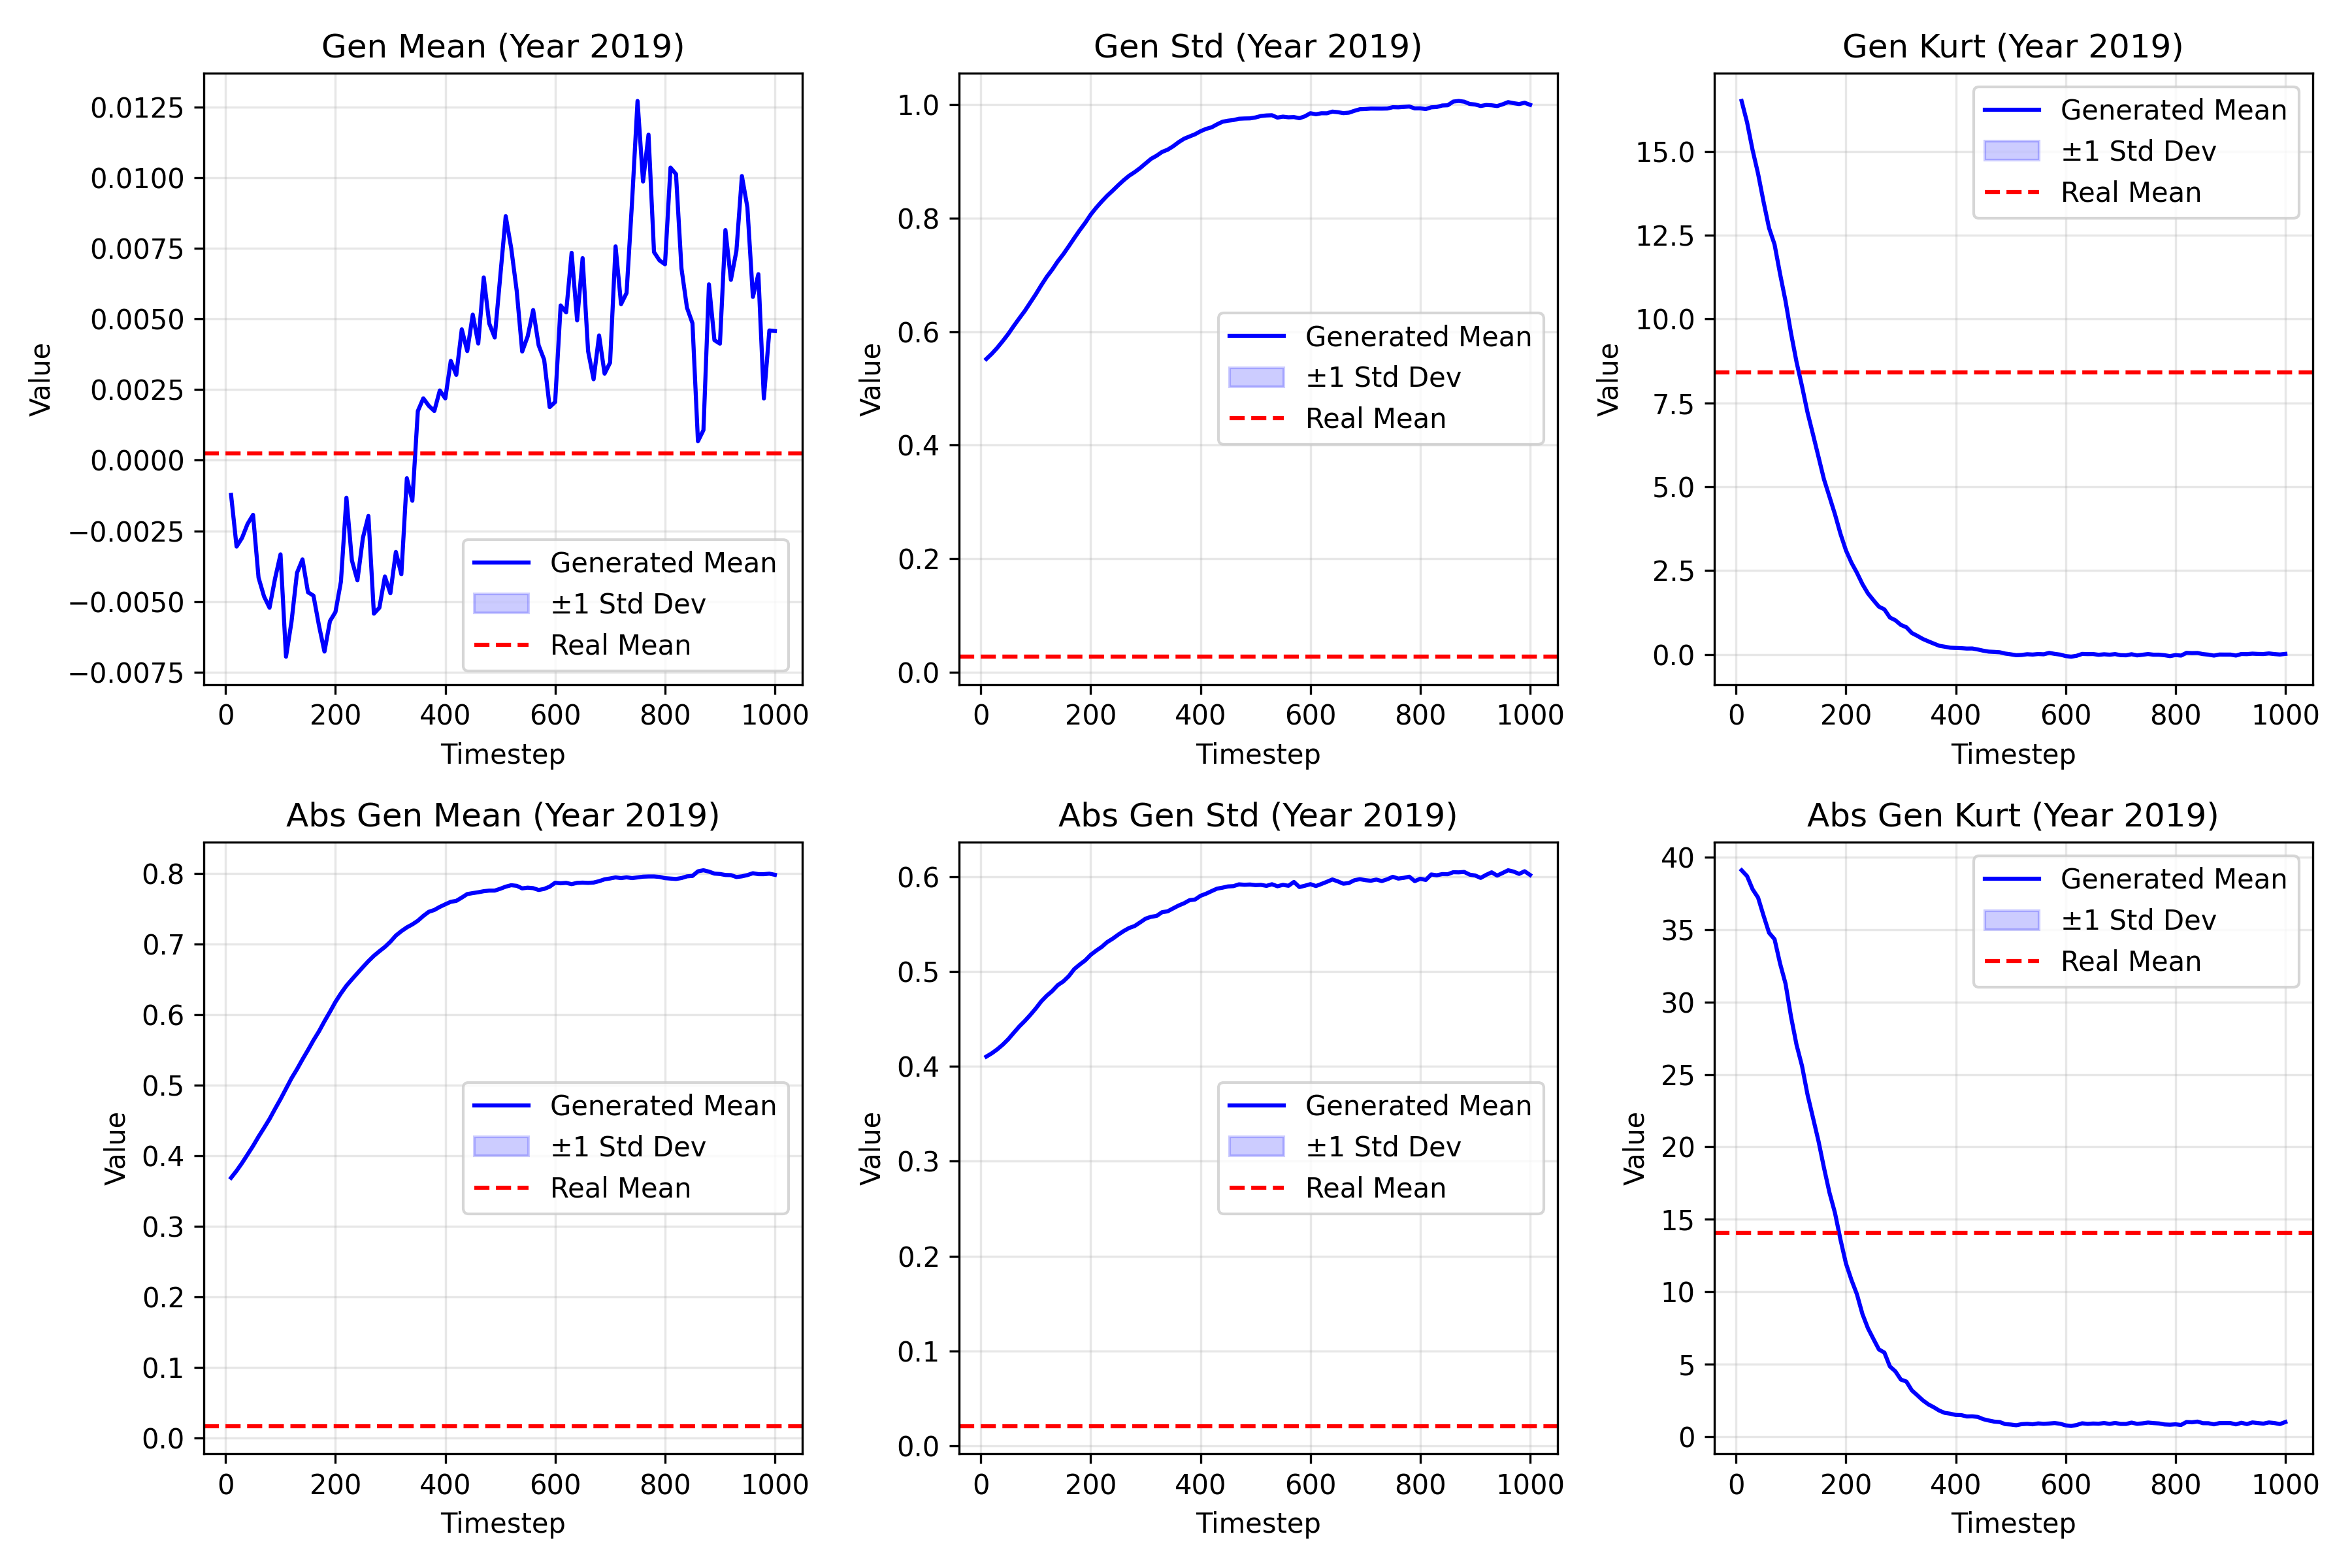 Gen Mean (Year 2019)
Value
0.0125
0.0100
0.0075
0.0050
0.0025
0.0000
−0.0025
−0.0050
−0.0075
Generated Mean
±1 Std Dev
Real Mean
0 200 400 600 800 1000
Timestep
Gen Std (Year 2019)
Value
1.0
0.8
0.6
0.4
0.2
0.0
Generated Mean
±1 Std Dev
Real Mean
0 200 400 600 800 1000
Timestep
Gen Kurt (Year 2019)
Value
15.0
12.5
10.0
7.5
5.0
2.5
0.0
Generated Mean
±1 Std Dev
Real Mean
0 200 400 600 800 1000
Timestep
Abs Gen Mean (Year 2019)
Value
0.8
0.7
0.6
0.5
0.4
0.3
0.2
0.1
0.0
Generated Mean
±1 Std Dev
Real Mean
0 200 400 600 800 1000
Timestep
Abs Gen Std (Year 2019)
Value
0.6
0.5
0.4
0.3
0.2
0.1
0.0
Generated Mean
±1 Std Dev
Real Mean
0 200 400 600 800 1000
Timestep
Abs Gen Kurt (Year 2019)
Value
40
35
30
25
20
15
10
5
0
Generated Mean
±1 Std Dev
Real Mean
0 200 400 600 800 1000
Timestep